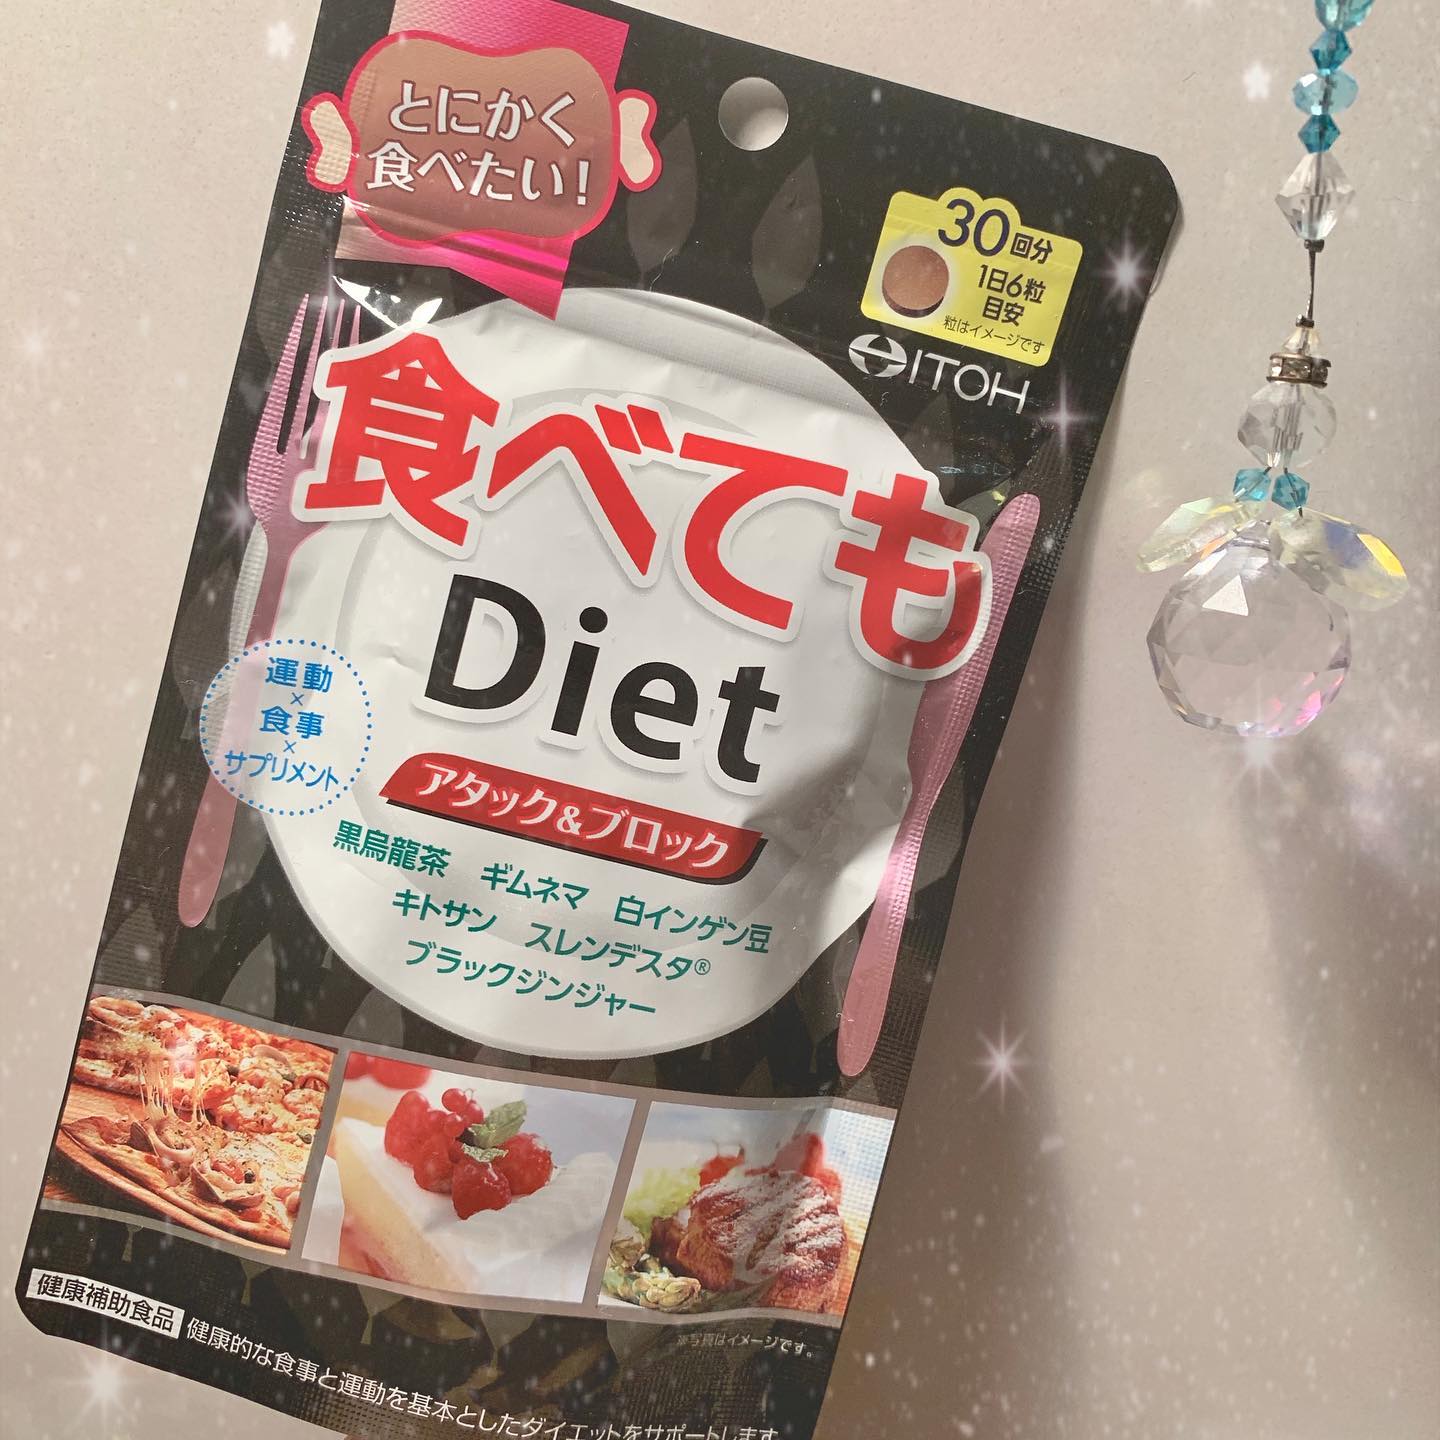 とにかく
食べたい!
30回分
1日6粒
目安
粒はイメージです
ITOH
食べても
Diet
運動
×
食事
×
サプリメント
アタック&ブロック
黒烏龍茶 ギムネマ 白インゲン豆
キトサン スレンデスタ®
ブラックジンジャー
※写真はイメージです。
健康補助食品 健康的な食事と運動を基本としたダイエットをサポートします